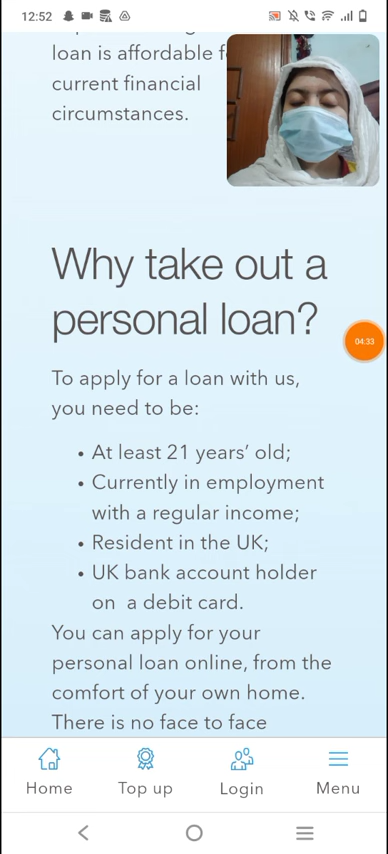 12:52
loan is affordable f
current financial
circumstances.
Why take out a
personal loan?
04:33
To apply for a loan with us,
you need to be:
• At least 21 years’ old;
• Currently in employment
with a regular income;
• Resident in the UK;
• UK bank account holder
on a debit card.
You can apply for your
personal loan online, from the
comfort of your own home.
There is no face to face
Home Top up Login Menu